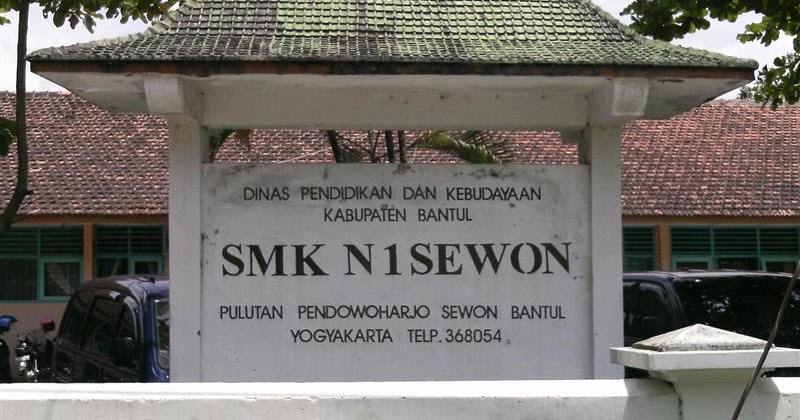 DINAS PENDIDIKAN DAN KEBUDAYAAN
KABUPATEN BANTUL
SMK N1SEWON
PULUTAN PENDOWOHARJO SEWON BANTUL
YOGYAKARTA TELP. 368054